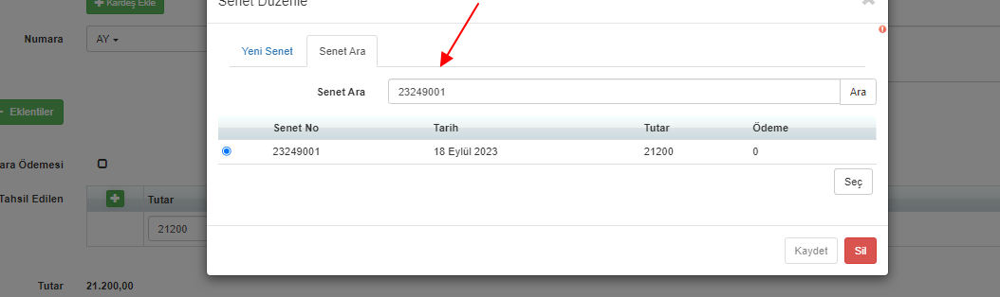 Kardeş Ekle
Senet Düzenle
Numara
AY
Yeni Senet
Senet Ara
Senet Ara
23249001
Ara
Eklentiler
Senet No Tarih Tutar Ödeme
23249001 18 Eylül 2023 21200 0
ara Ödemesi
Seç
Tahsil Edilen
Tutar
21200
Kaydet
Sil
Tutar 21.200,00